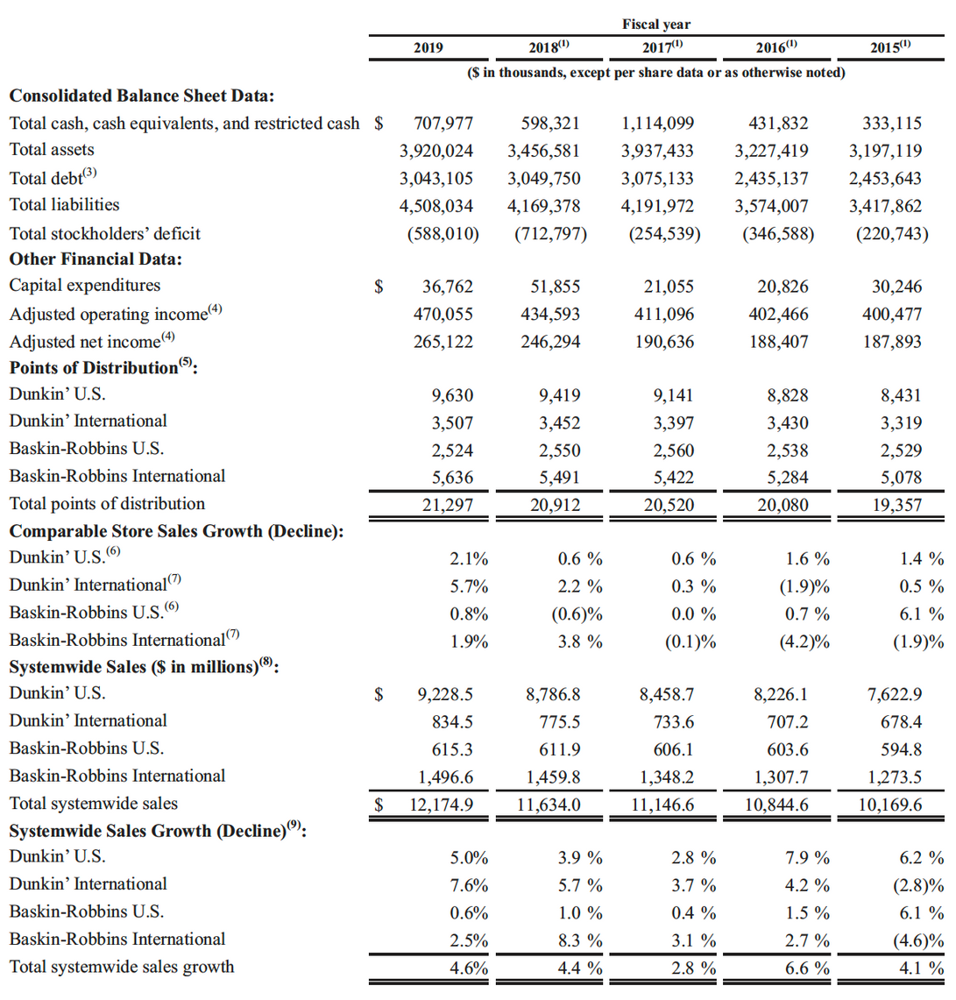 Fiscal year
2019 2018(1) 2017(1) 2016(1) 2015(1)
($ in thousands, except per share data or as otherwise noted)
Consolidated Balance Sheet Data:
Total cash, cash equivalents, and restricted cash $ 707,977 598,321 1,114,099 431,832 333,115
Total assets 3,920,024 3,456,581 3,937,433 3,227,419 3,197,119
Total debt(3) 3,043,105 3,049,750 3,075,133 2,435,137 2,453,643
Total liabilities 4,508,034 4,169,378 4,191,972 3,574,007 3,417,862
Total stockholders’ deficit (588,010) (712,797) (254,539) (346,588) (220,743)
Other Financial Data:
Capital expenditures $ 36,762 51,855 21,055 20,826 30,246
Adjusted operating income(4) 470,055 434,593 411,096 402,466 400,477
Adjusted net income(4) 265,122 246,294 190,636 188,407 187,893
Points of Distribution(5):
Dunkin’ U.S. 9,630 9,419 9,141 8,828 8,431
Dunkin’ International 3,507 3,452 3,397 3,430 3,319
Baskin-Robbins U.S. 2,524 2,550 2,560 2,538 2,529
Baskin-Robbins International 5,636 5,491 5,422 5,284 5,078
Total points of distribution 21,297 20,912 20,520 20,080 19,357
Comparable Store Sales Growth (Decline):
Dunkin’ U.S.(6) 2.1% 0.6 % 0.6 % 1.6 % 1.4 %
Dunkin’ International(7) 5.7% 2.2 % 0.3 % (1.9)% 0.5 %
Baskin-Robbins U.S.(6) 0.8% (0.6)% 0.0 % 0.7 % 6.1 %
Baskin-Robbins International(7) 1.9% 3.8 % (0.1)% (4.2)% (1.9)%
Systemwide Sales ($ in millions)(8):
Dunkin’ U.S. $ 9,228.5 8,786.8 8,458.7 8,226.1 7,622.9
Dunkin’ International 834.5 775.5 733.6 707.2 678.4
Baskin-Robbins U.S. 615.3 611.9 606.1 603.6 594.8
Baskin-Robbins International 1,496.6 1,459.8 1,348.2 1,307.7 1,273.5
Total systemwide sales $ 12,174.9 11,634.0 11,146.6 10,844.6 10,169.6
Systemwide Sales Growth (Decline)(9):
Dunkin’ U.S. 5.0% 3.9 % 2.8 % 7.9 % 6.2 %
Dunkin’ International 7.6% 5.7 % 3.7 % 4.2 % (2.8)%
Baskin-Robbins U.S. 0.6% 1.0 % 0.4 % 1.5 % 6.1 %
Baskin-Robbins International 2.5% 8.3 % 3.1 % 2.7 % (4.6)%
Total systemwide sales growth 4.6% 4.4 % 2.8 % 6.6 % 4.1 %